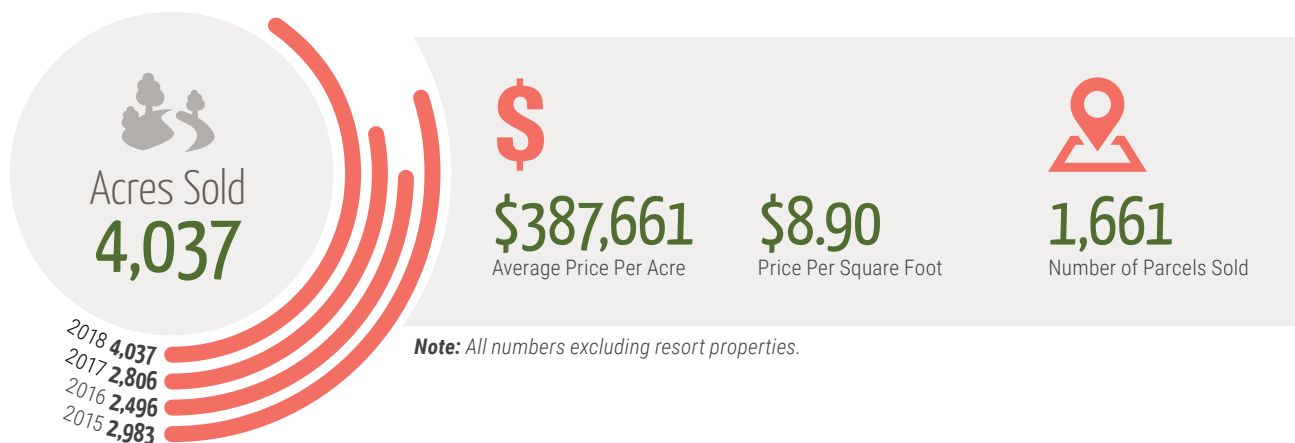 Acres Sold
4,037
2018 4,037
2017 2,806
2016 2,496
2015 2,983
$
$387,661
Average Price Per Acre
$8.90
Price Per Square Foot
1,661
Number of Parcels Sold
Note: All numbers excluding resort properties.